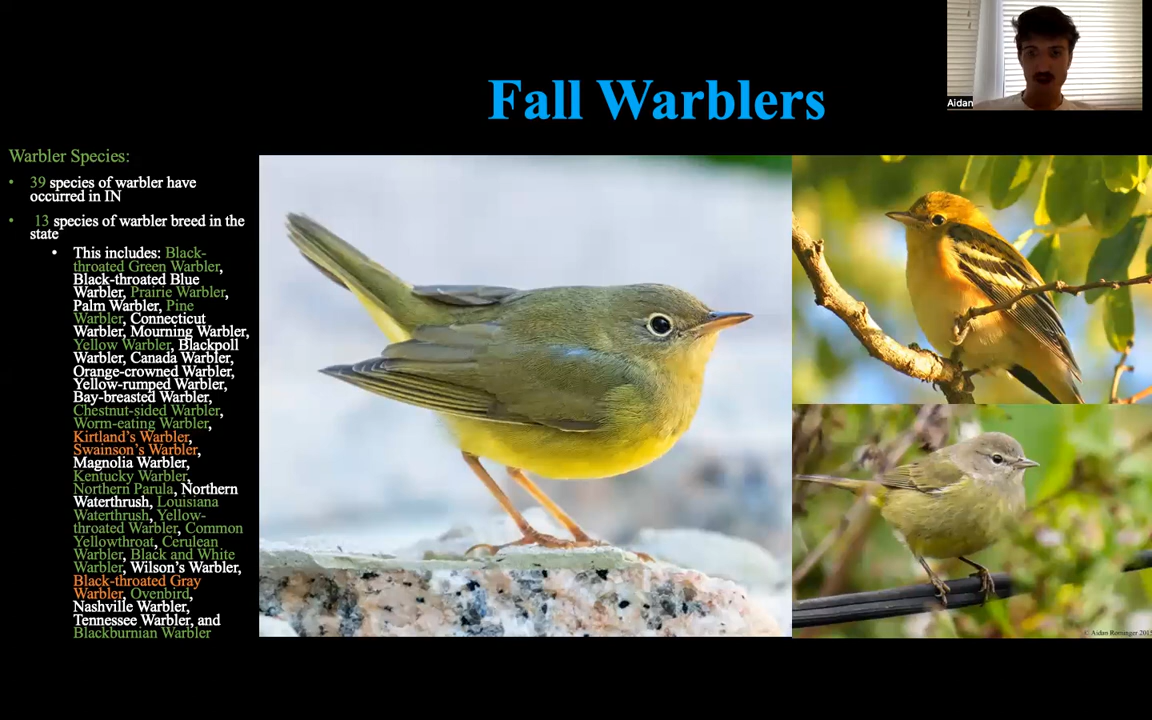 Aidan
Fall Warblers
Warbler Species:
• 39 species of warbler have
occurred in IN
• 13 species of warbler breed in the
state
• This includes: Black-
throated Green Warbler,
Black-throated Blue
Warbler, Prairie Warbler,
Palm Warbler, Pine
Warbler, Connecticut
Warbler, Mourning Warbler,
Yellow Warbler, Blackpoll
Warbler, Canada Warbler,
Orange-crowned Warbler,
Yellow-rumped Warbler,
Bay-breasted Warbler,
Chestnut-sided Warbler,
Worm-eating Warbler,
Kirtland's Warbler,
Swainson's Warbler,
Magnolia Warbler,
Kentucky Warbler,
Northern Parula, Northern
Waterthrush, Louisiana
Waterthrush, Yellow-
throated Warbler, Common
Yellowthroat, Cerulean
Warbler, Black and White
Warbler, Wilson's Warbler,
Black-throated Gray
Warbler, Ovenbird,
Nashville Warbler,
Tennessee Warbler, and
Blackburnian Warbler
© Aidan